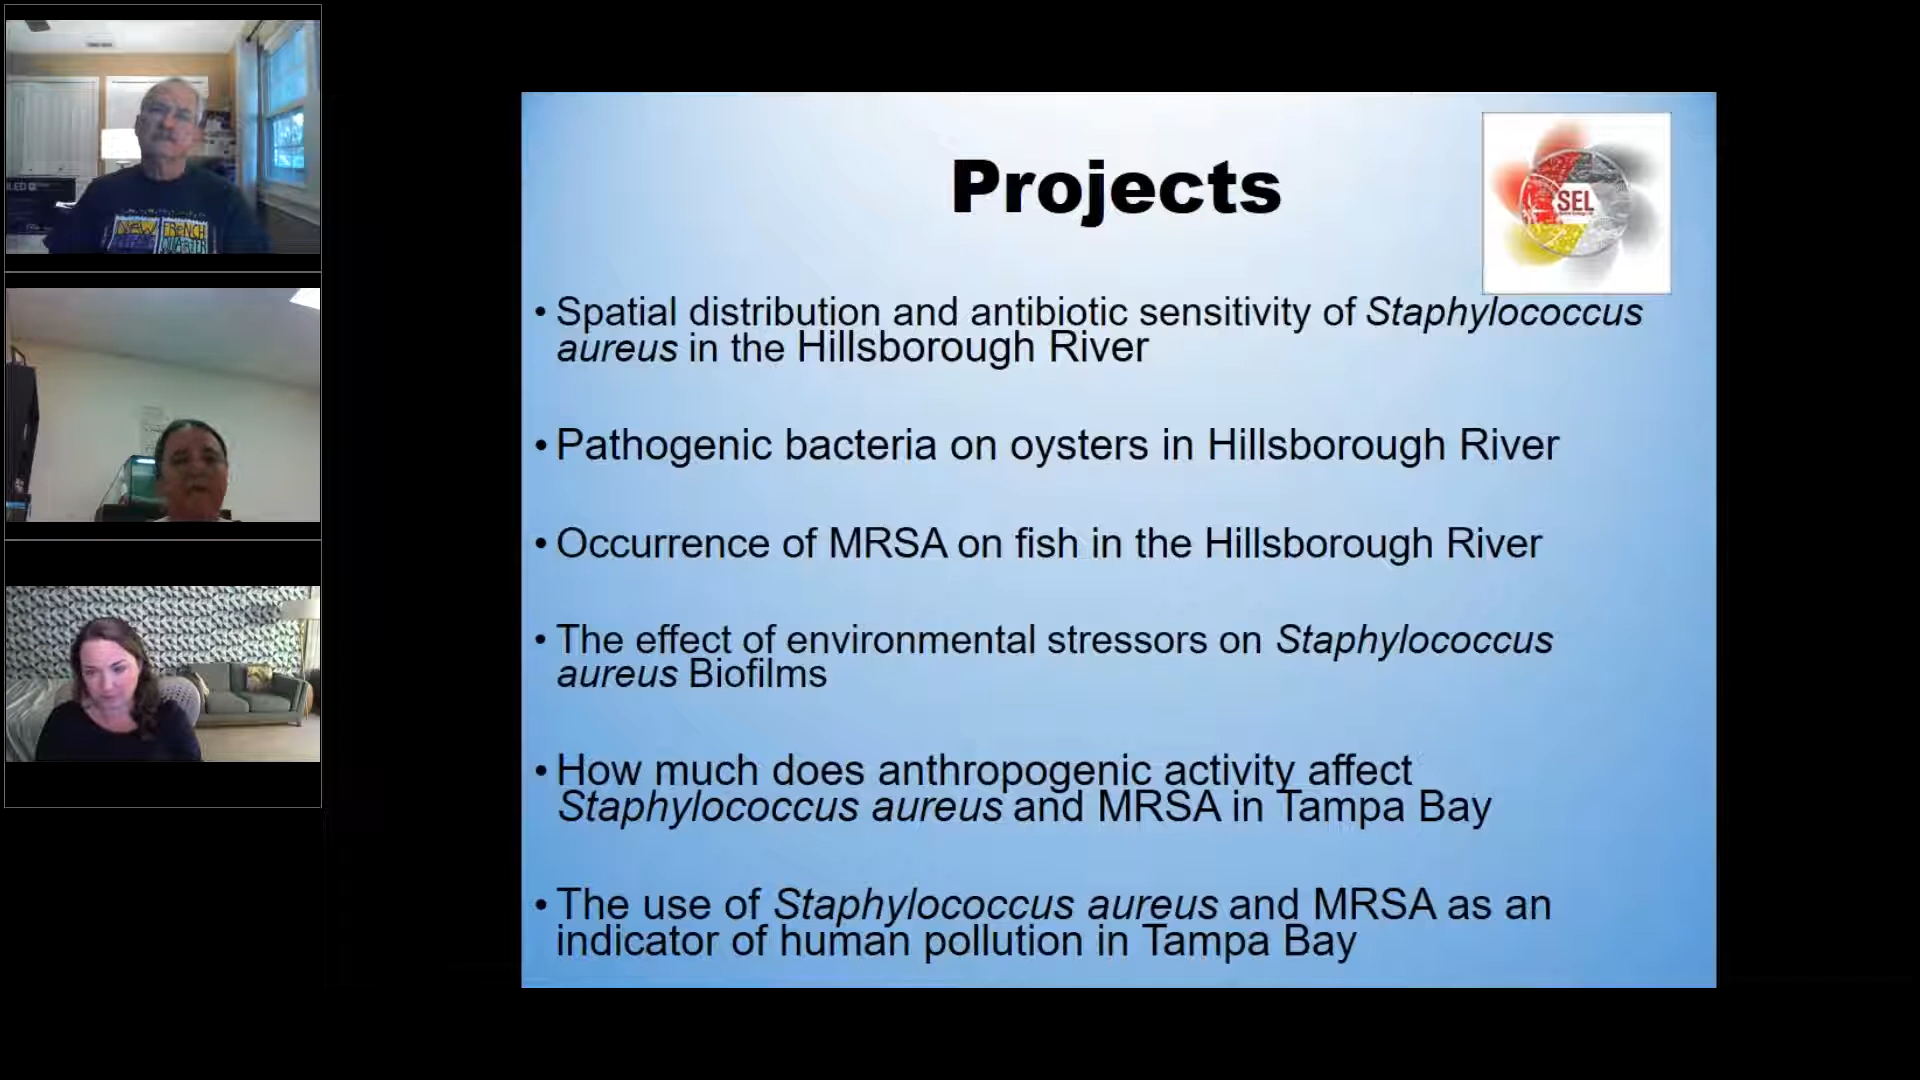 NEW FRENCH
QUARTER
Projects
SEL
• Spatial distribution and antibiotic sensitivity of Staphylococcus
aureus in the Hillsborough River
• Pathogenic bacteria on oysters in Hillsborough River
• Occurrence of MRSA on fish in the Hillsborough River
• The effect of environmental stressors on Staphylococcus
aureus Biofilms
• How much does anthropogenic activity affect
Staphylococcus aureus and MRSA in Tampa Bay
• The use of Staphylococcus aureus and MRSA as an
indicator of human pollution in Tampa Bay